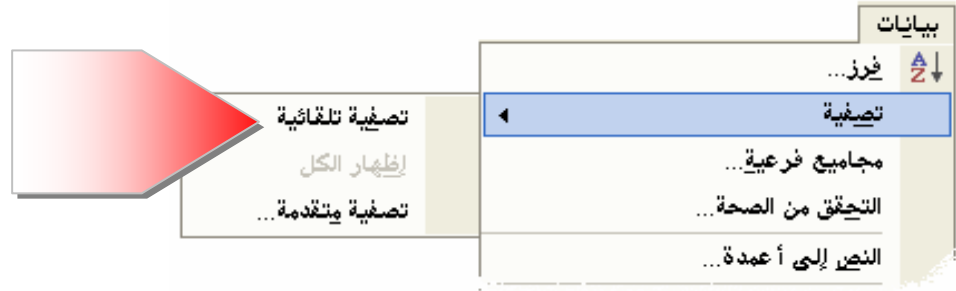 بيانات
فرز...
تصفية
مجاميع فرعية...
التحقق من الصحة...
النص إلى أعمدة...
تصفية تلقائية
إظهار الكل
تصفية متقدمة...